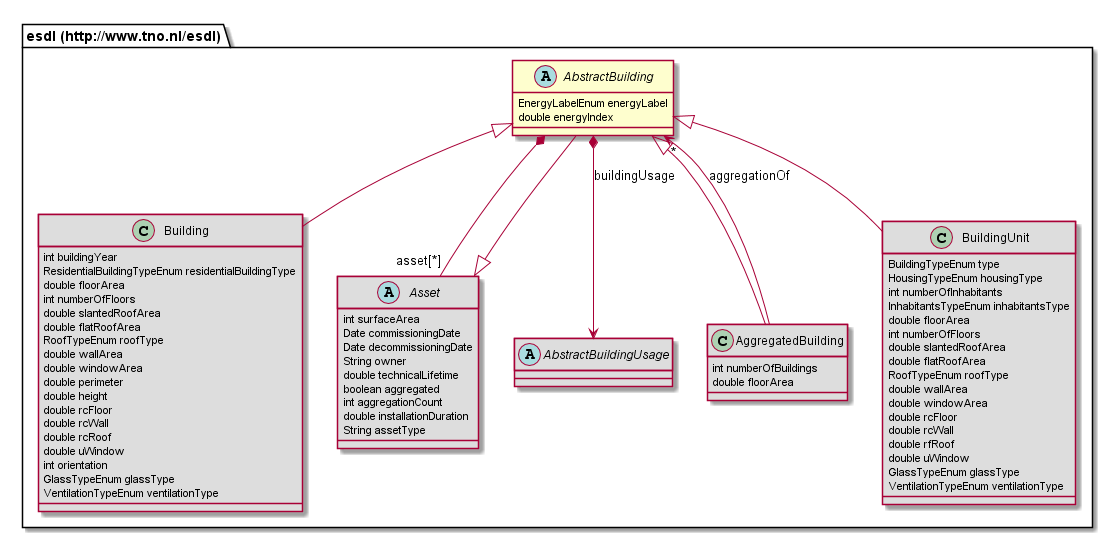 esdl (http://www.tno.nl/esdl)
A AbstractBuilding
EnergyLabelEnum energyLabel
double energyIndex
*
buildingUsage
aggregationOf
asset[*]
C Building
int buildingYear
ResidentialBuildingTypeEnum residentialBuildingType
double floorArea
int numberOfFloors
double slantedRoofArea
double flatRoofArea
RoofTypeEnum roofType
double wallArea
double windowArea
double perimeter
double height
double rcFloor
double rcWall
double rcRoof
double uWindow
int orientation
GlassTypeEnum glassType
VentilationTypeEnum ventilationType
A Asset
int surfaceArea
Date commissioningDate
Date decommissioningDate
String owner
double technicalLifetime
boolean aggregated
int aggregationCount
double installationDuration
String assetType
A AbstractBuildingUsage
C AggregatedBuilding
int numberOfBuildings
double floorArea
C BuildingUnit
BuildingTypeEnum type
HousingTypeEnum housingType
int numberOfInhabitants
InhabitantsTypeEnum inhabitantsType
double floorArea
int numberOfFloors
double slantedRoofArea
double flatRoofArea
RoofTypeEnum roofType
double wallArea
double windowArea
double rcFloor
double rcWall
double rfRoof
double uWindow
GlassTypeEnum glassType
VentilationTypeEnum ventilationType